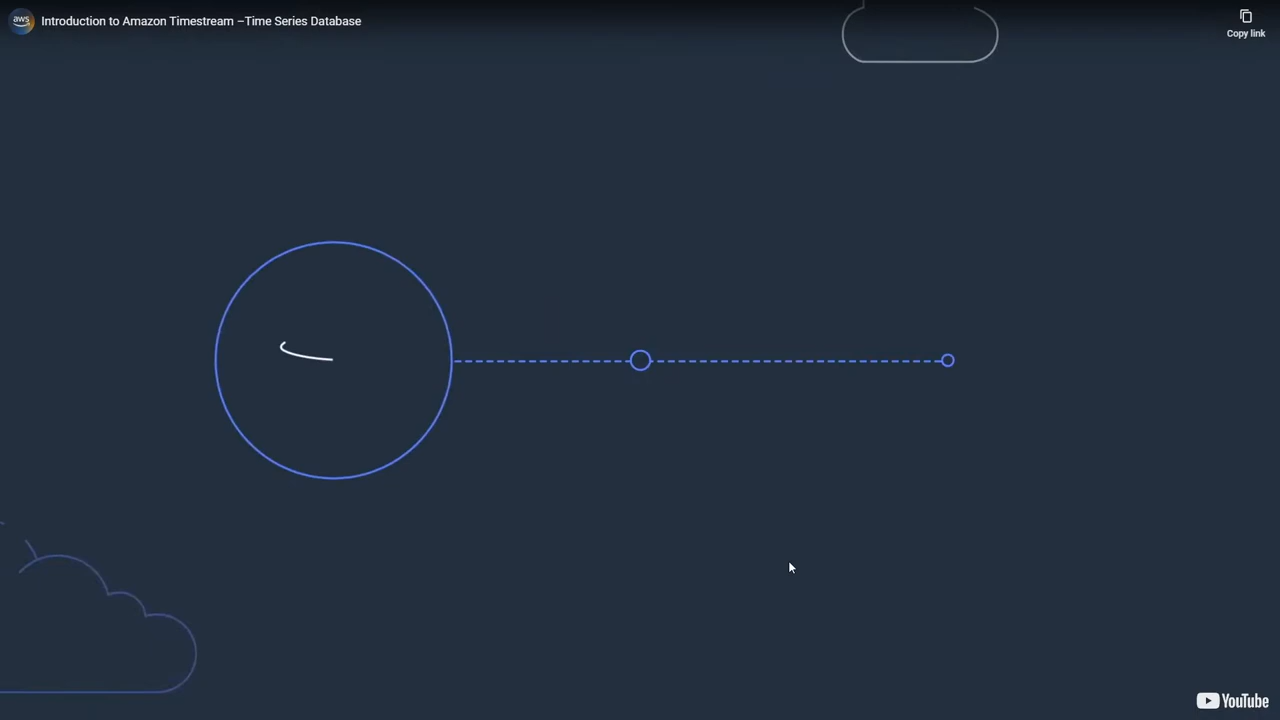 aws
Introduction to Amazon Timestream –Time Series Database
Copy link
YouTube